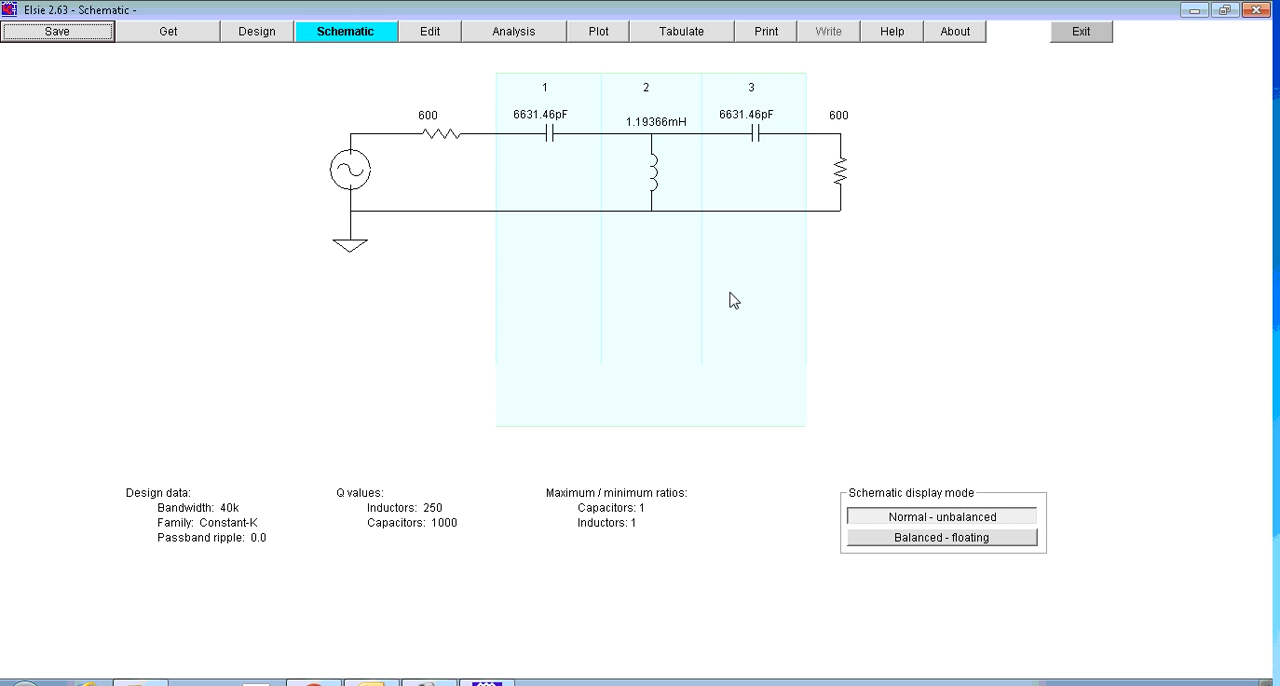 Elsie 2.63 - Schematic -
Save Get Design Schematic Edit Analysis Plot Tabulate Print Write Help About Exit
1 2 3
600 6631.46pF 1.19366mH 6631.46pF 600
Design data:
Bandwidth: 40k
Family: Constant-K
Passband ripple: 0.0
Q values:
Inductors: 250
Capacitors: 1000
Maximum / minimum ratios:
Capacitors: 1
Inductors: 1
Schematic display mode
Normal - unbalanced
Balanced - floating